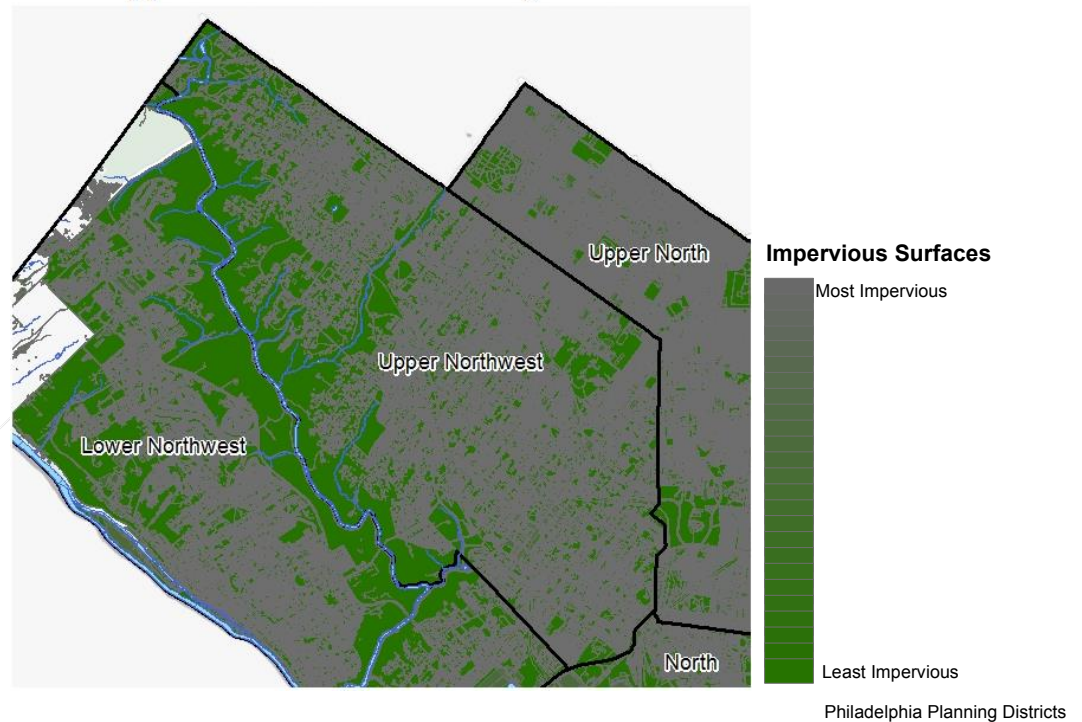 Upper North
Impervious Surfaces
Most Impervious
Upper Northwest
Lower Northwest
North
Least Impervious
Philadelphia Planning Districts